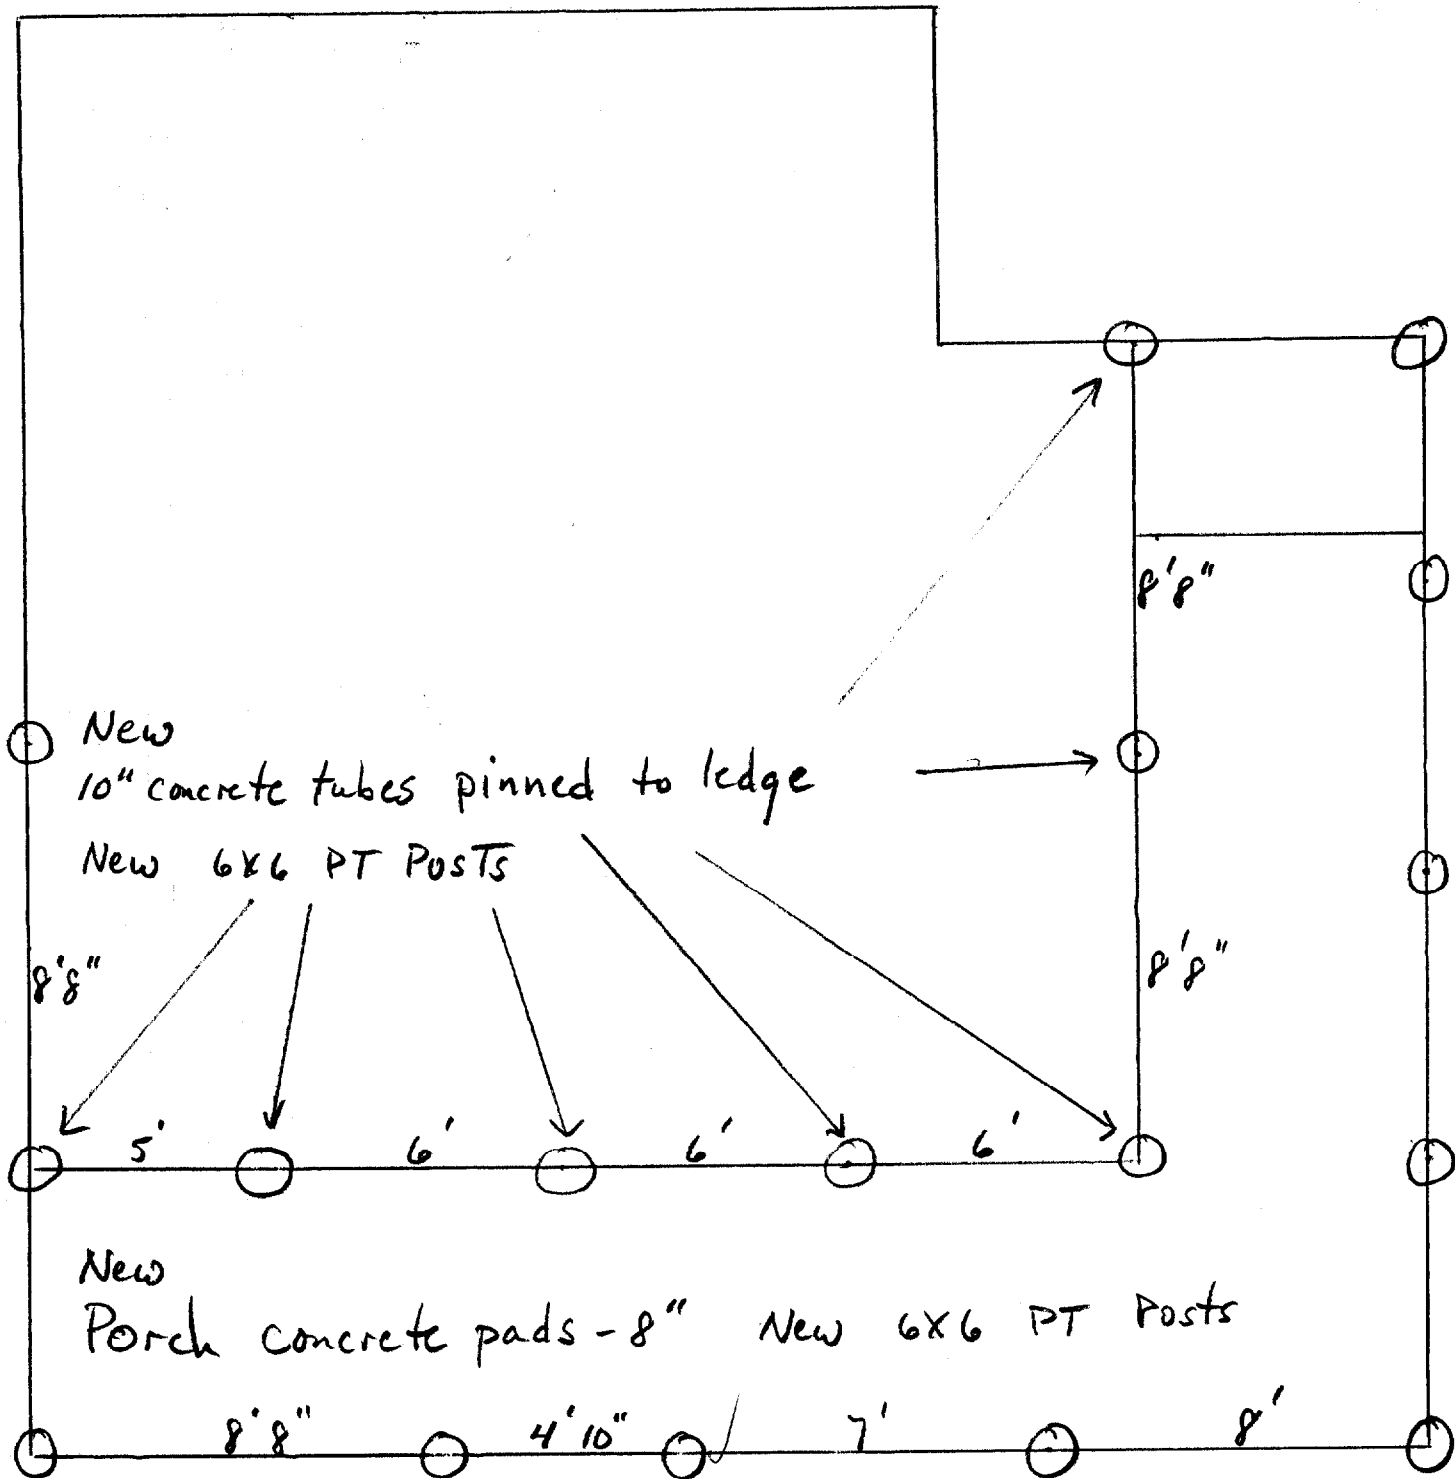 8'8"
New
10" concrete tubes pinned to ledge
New 6x6 PT Posts
8'8"
8'8"
5' 6' 6' 6'
New
Porch concrete pads - 8" New 6x6 PT Posts
8'8" 4'10" 7' 8'